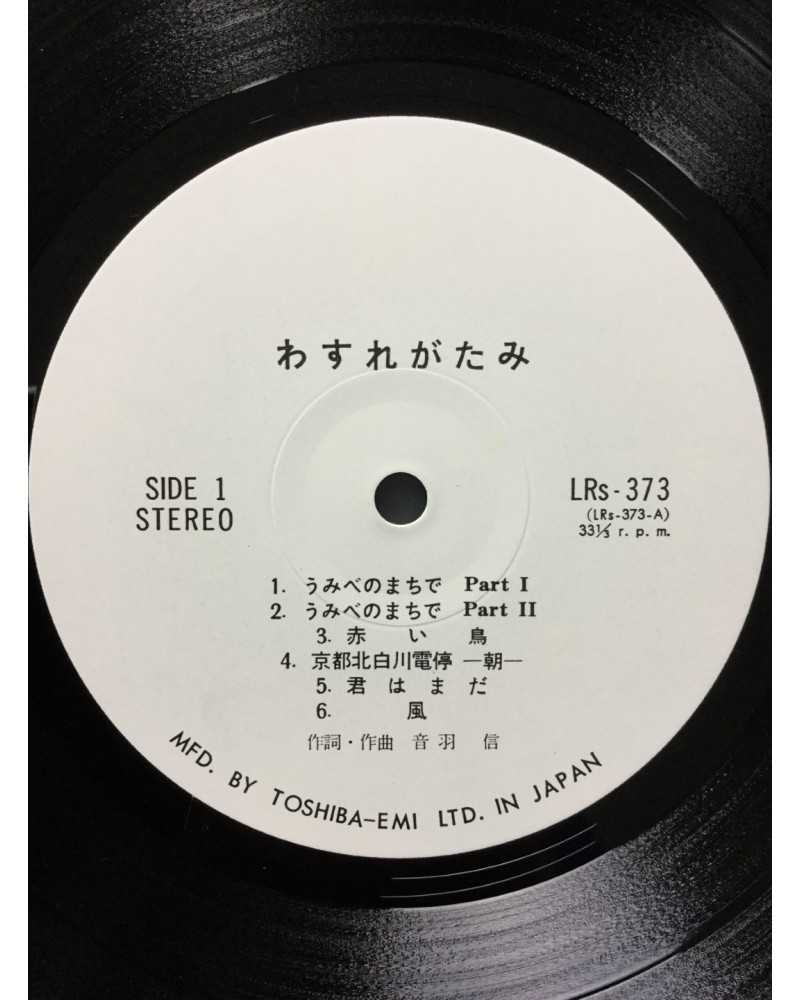 わすれがたみ
SIDE 1
STEREO
LRs-373
(LRs-373-A)
33⅓ r. p. m.
1. うみべのまちで Part I
2. うみべのまちで Part II
3. 赤い鳥
4. 京都北白川電停 —朝—
5. 君はまだ
6. 風
作詞・作曲 音羽 信
MFD. BY TOSHIBA-EMI LTD. IN JAPAN